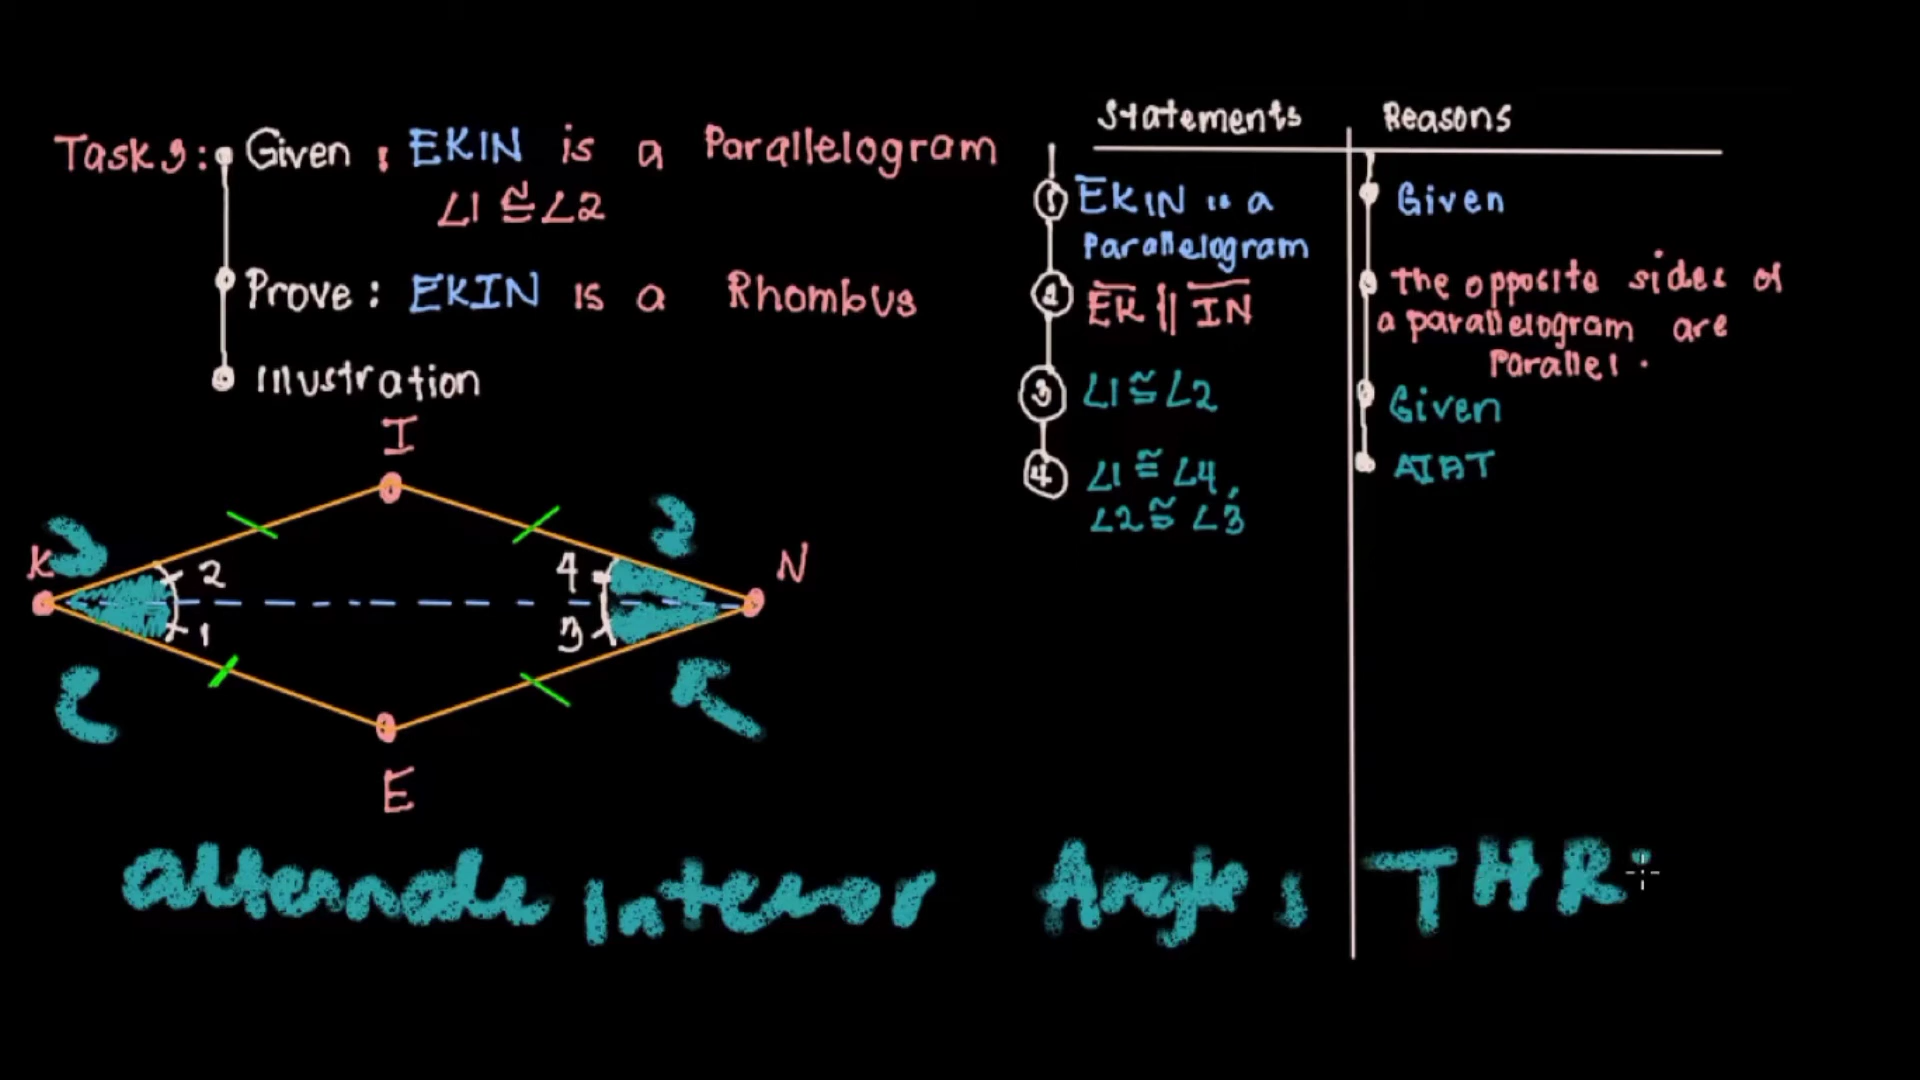 Task 3: Given : EKIN is a Parallelogram
∠1 ≅ ∠2
Prove : EKIN is a Rhombus
Illustration
I
K
2
1
4
3
N
E
Statements
Reasons
1 EKIN is a
Parallelogram
Given
2 EK || IN
The opposite sides of
a parallelogram are
Parallel .
3 ∠1 ≅ ∠2
Given
4 ∠1 ≅ ∠4,
∠2 ≅ ∠3
AIAT
alternate Interior Angles THR